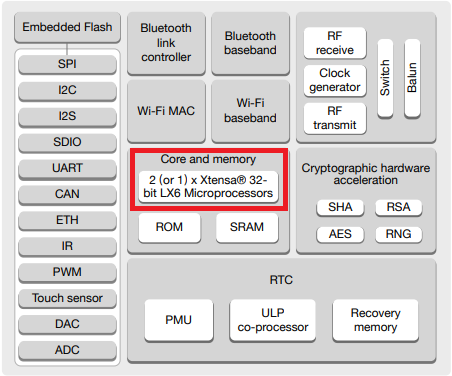 Embedded Flash
SPI
I2C
I2S
SDIO
UART
CAN
ETH
IR
PWM
Touch sensor
DAC
ADC
Bluetooth
link
controller
Bluetooth
baseband
Wi-Fi MAC
Wi-Fi
baseband
RF
receive
Clock
generator
RF
transmit
Switch
Balun
Core and memory
2 (or 1) x Xtensa® 32-
bit LX6 Microprocessors
ROM
SRAM
Cryptographic hardware
acceleration
SHA
RSA
AES
RNG
RTC
PMU
ULP
co-processor
Recovery
memory